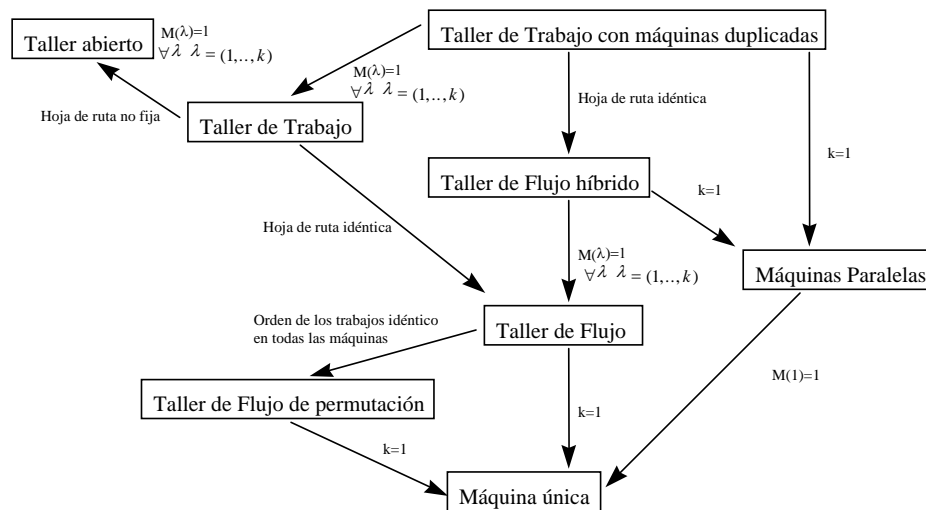 Taller abierto
M(λ)=1
∀λ λ = (1,..,k)
Taller de Trabajo con máquinas duplicadas
M(λ)=1
∀λ λ = (1,..,k)
Hoja de ruta no fija
Taller de Trabajo
Hoja de ruta idéntica
k=1
Taller de Flujo híbrido
k=1
Hoja de ruta idéntica
M(λ)=1
∀λ λ = (1,..,k)
Máquinas Paralelas
Orden de los trabajos idéntico
en todas las máquinas
Taller de Flujo
M(1)=1
Taller de Flujo de permutación
k=1
k=1
Máquina única